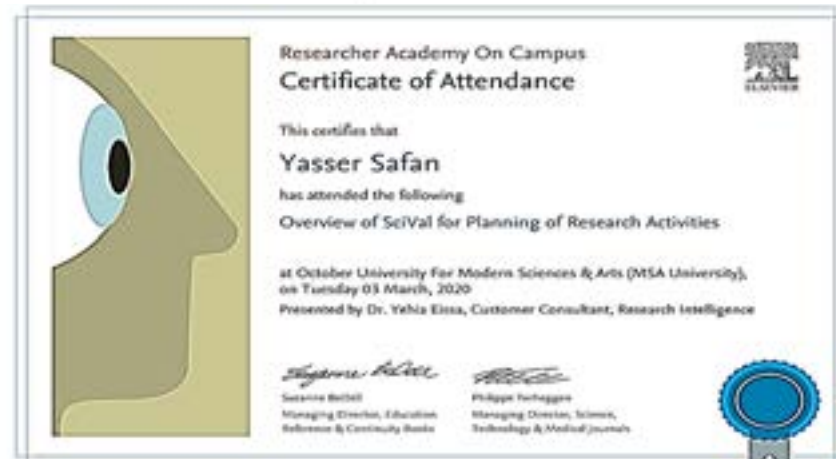 Researcher Academy On Campus
Certificate of Attendance
ELSEVIER
This certifies that
Yasser Safan
has attended the following
Overview of SciVal for Planning of Research Activities
at October University For Modern Sciences & Arts (MSA University),
on Tuesday 03 March, 2020
Presented by Dr. Yehia Eissa, Customer Consultant, Research Intelligence
Suzanne BeDell
Philippe Terheggen
Managing Director, Education
Reference & Continuity Books
Managing Director, Science,
Technology & Medical Journals